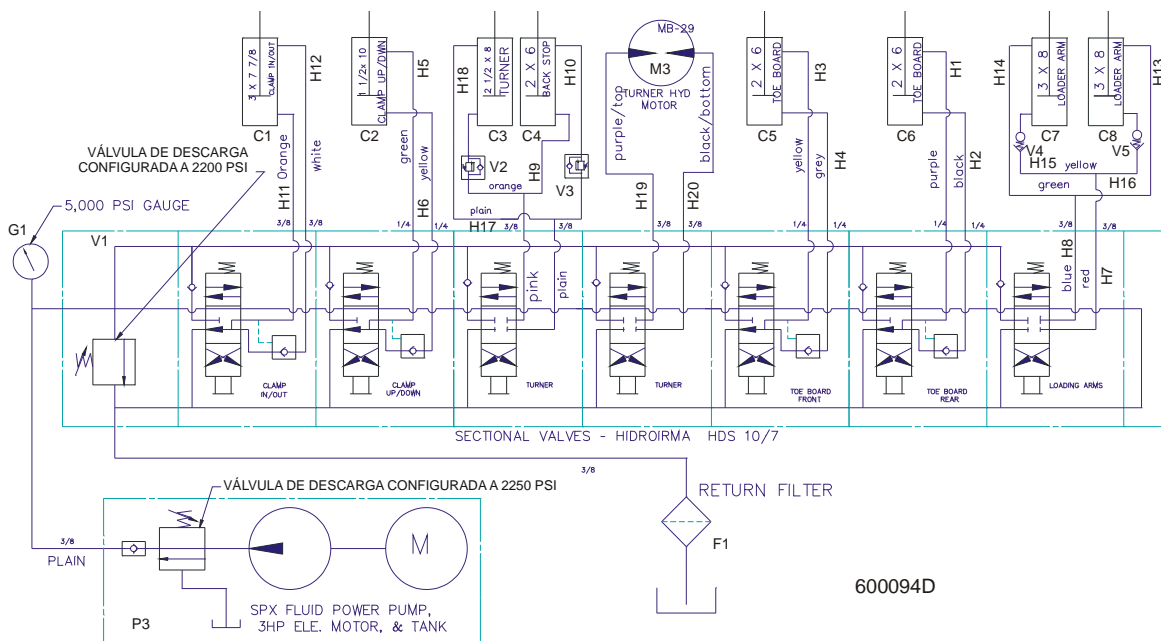 MB-29
3 X 7 7/8
CLAMP IN/OUT
H12
1 1/2x 10
CLAMP UP/DWN
H5
H18
2 1/2 x 8
TURNER
2 X 6
BACK STOP
H10
M3
TURNER HYD
MOTOR
2 X 6
TOE BOARD
H3
2 X 6
TOE BOARD
H1
H14
3 X 8
LOADER ARM
3 X 8
LOADER ARM
H13
C1
C2
C3
C4
C5
C6
C7
C8
VÁLVULA DE DESCARGA
CONFIGURADA A 2200 PSI
Orange
white
H11
green
yellow
H6
V2
orange
H9
V3
plain
H17
purple/top
black/bottom
H19
H20
yellow
grey
H4
purple
black
H2
V4
V5
H15
yellow
green
H16
G1
5,000 PSI GAUGE
3/8
3/8
1/4
1/4
3/8
3/8
3/8
3/8
1/4
1/4
1/4
1/4
3/8
3/8
V1
pink
plain
blue
H8
red
H7
CLAMP
IN/OUT
CLAMP
UP/DOWN
TURNER
TURNER
TOE BOARD
FRONT
TOE BOARD
REAR
LOADING ARMS
SECTIONAL VALVES - HIDROIRMA HDS 10/7
3/8
VÁLVULA DE DESCARGA CONFIGURADA A 2250 PSI
RETURN FILTER
F1
3/8
PLAIN
M
SPX FLUID POWER PUMP,
3HP ELE. MOTOR, & TANK
P3
600094D